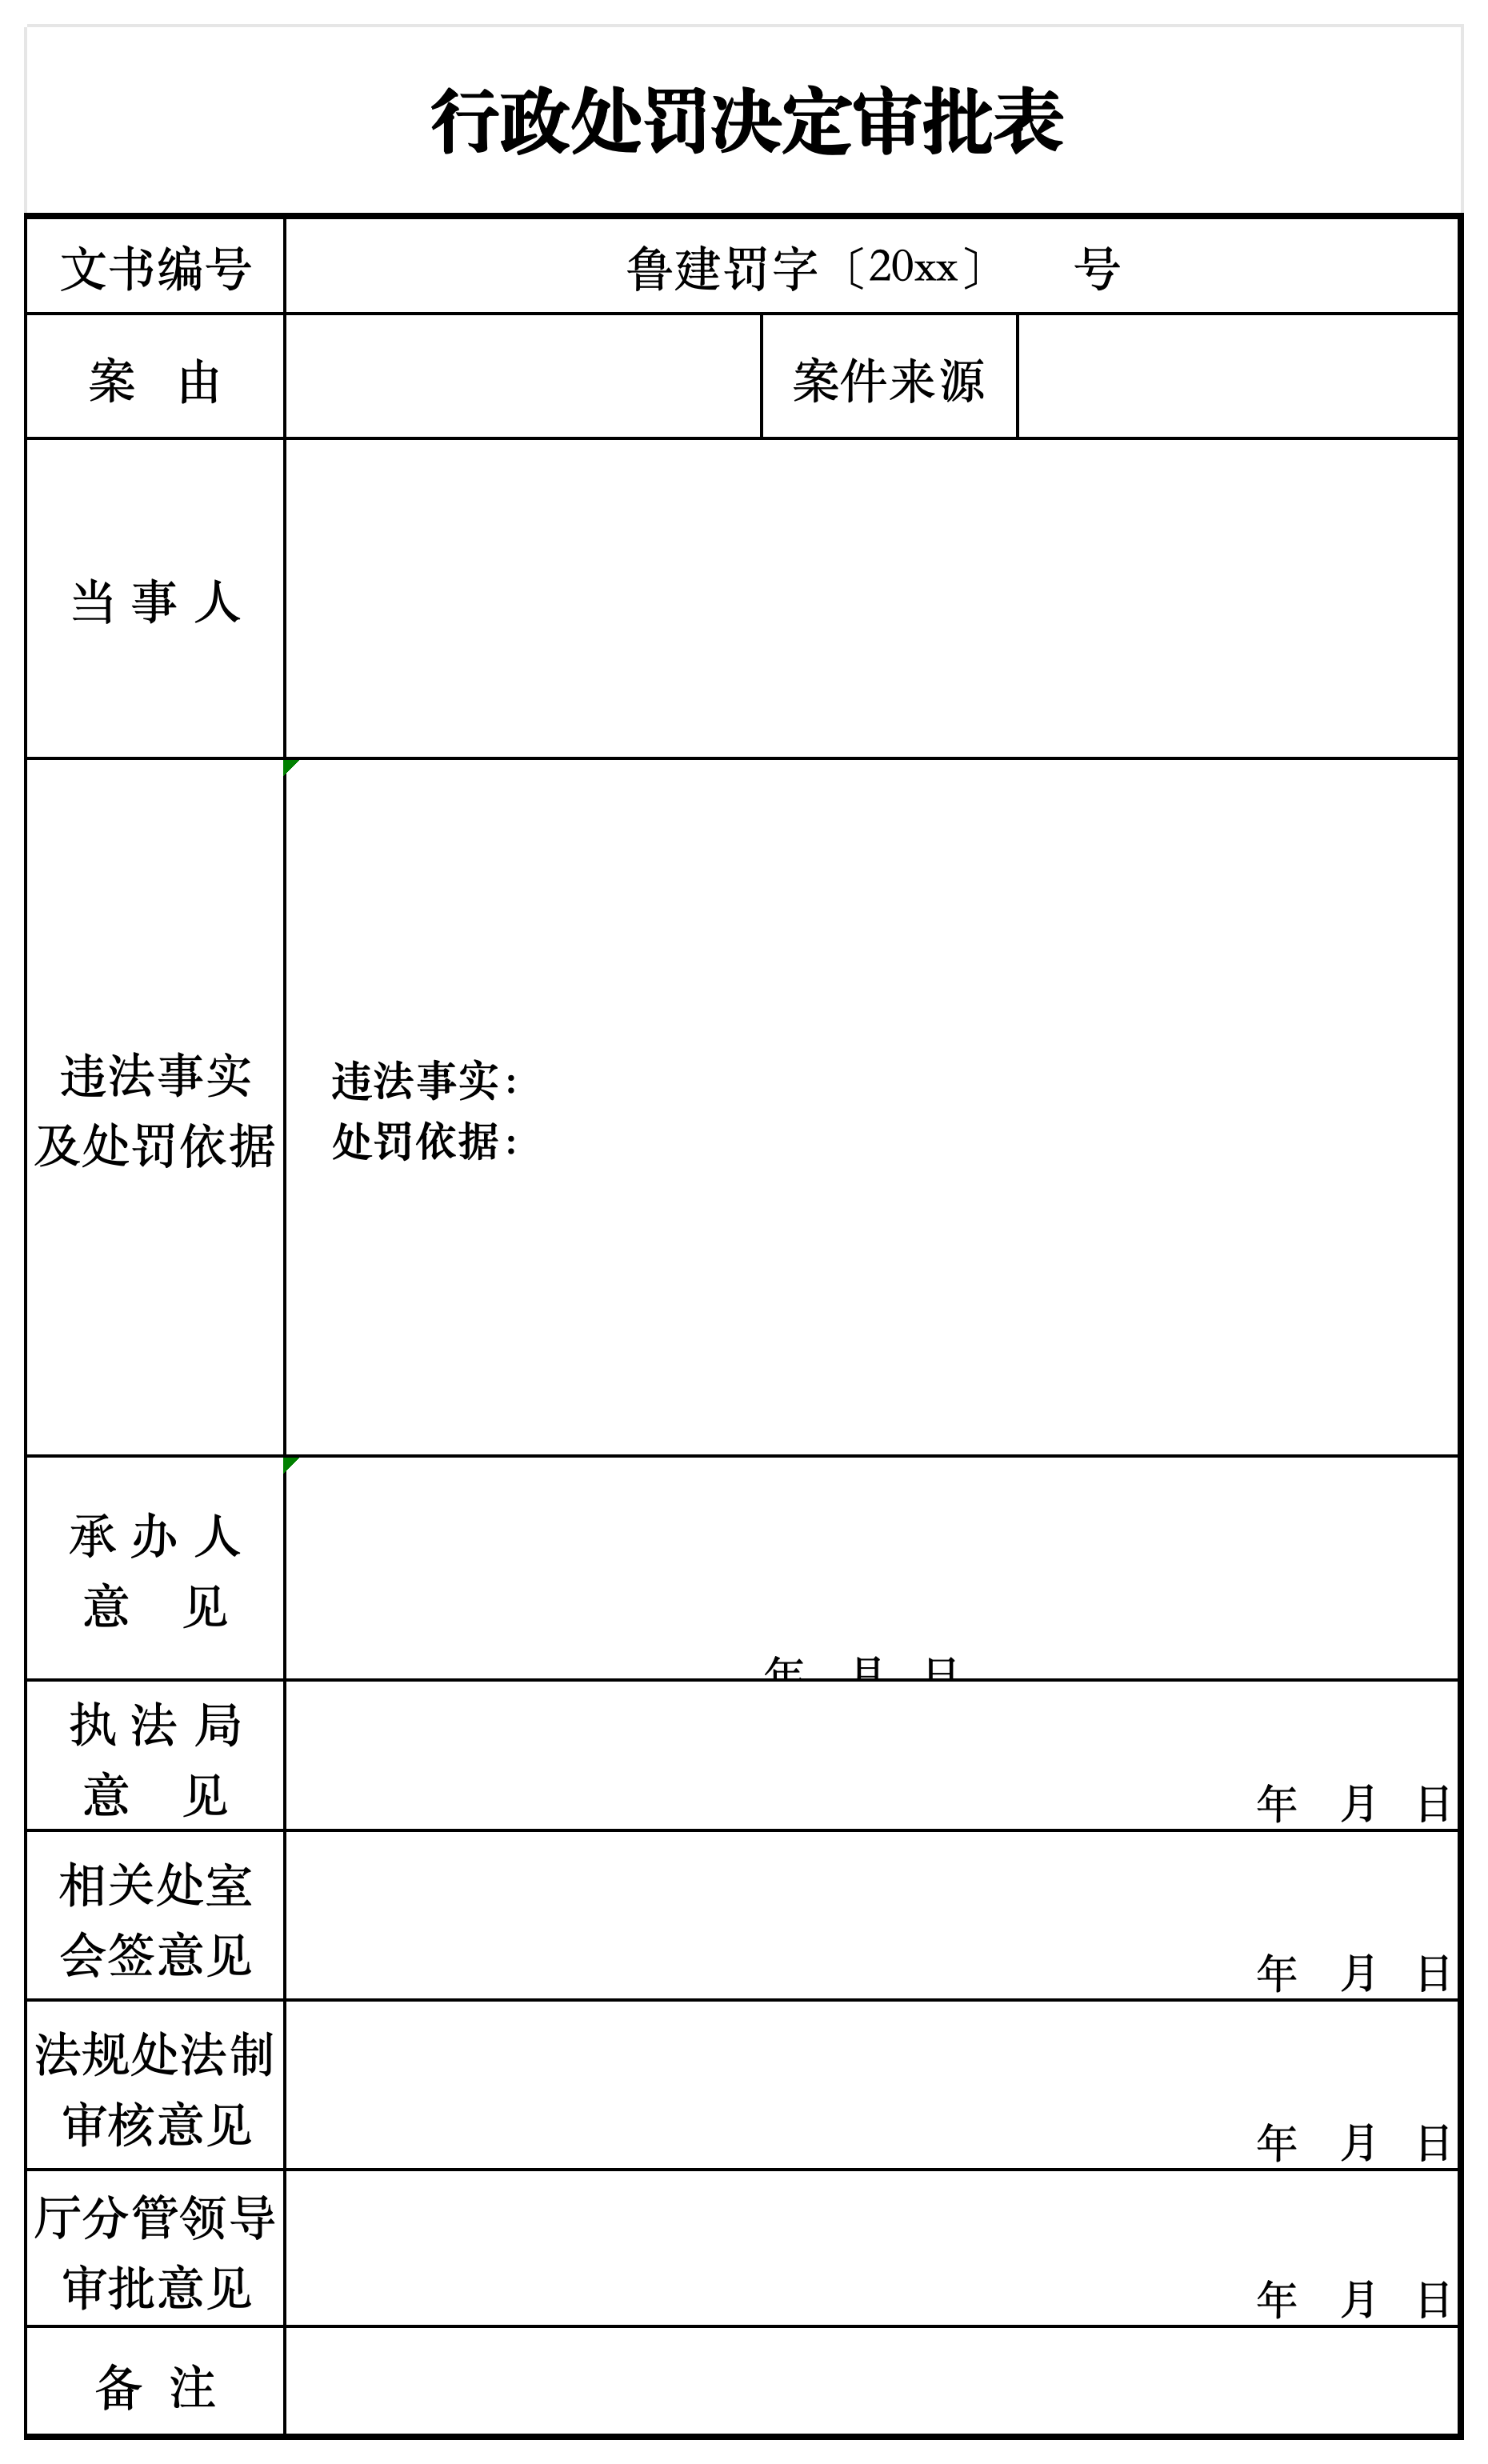 行政处罚决定审批表
文书编号 鲁建罚字〔20xx〕 号
案 由 案件来源
当 事 人
违法事实
及处罚依据
违法事实：
处罚依据：
承 办 人
意 见
年 月 日
执 法 局
意 见
年 月 日
相关处室
会签意见
年 月 日
法规处法制
审核意见
年 月 日
厅分管领导
审批意见
年 月 日
备 注